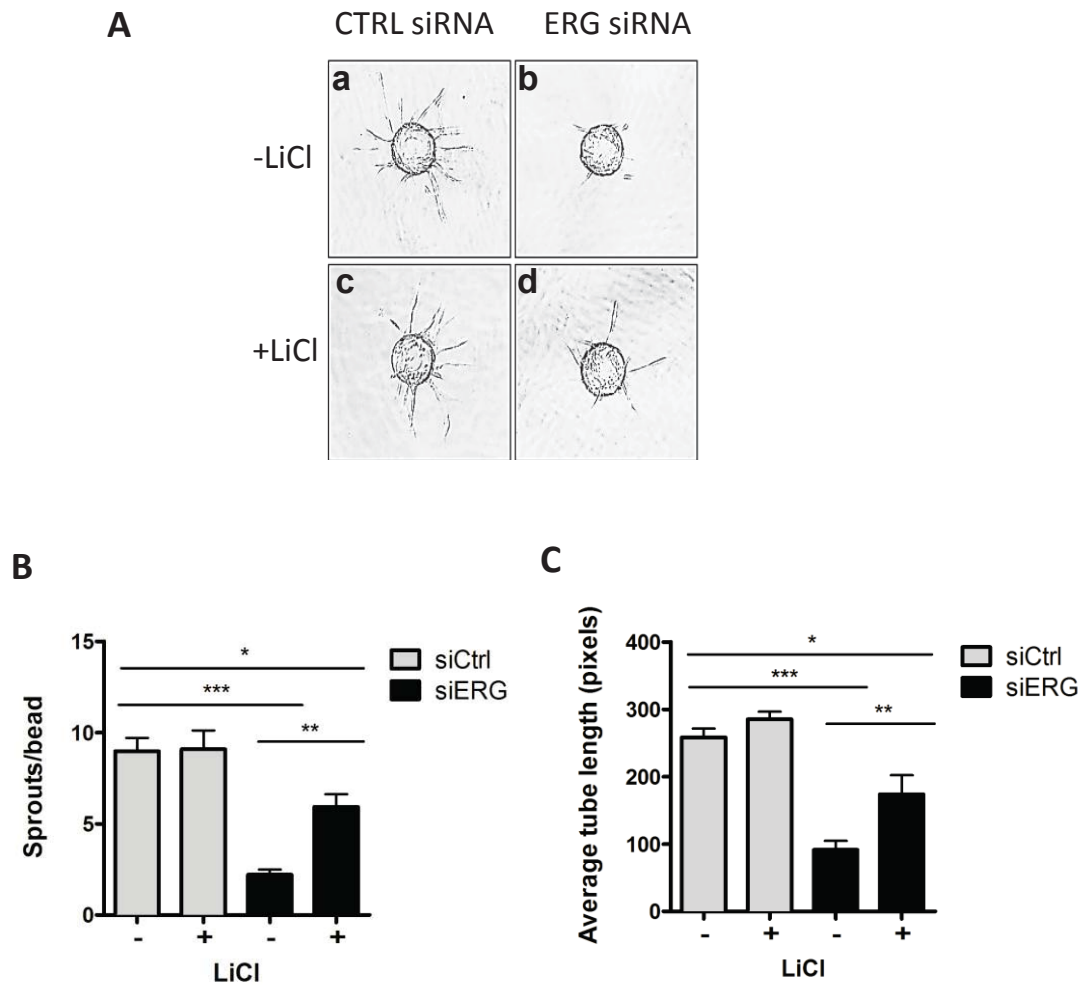 A
CTRL siRNA ERG siRNA
a b
-LiCl
c d
+LiCl
B
Sprouts/bead
15
10
5
0
*
***
**
siCtrl
siERG
- + - +
LiCl
C
Average tube length (pixels)
400
300
200
100
0
*
***
**
siCtrl
siERG
- + - +
LiCl